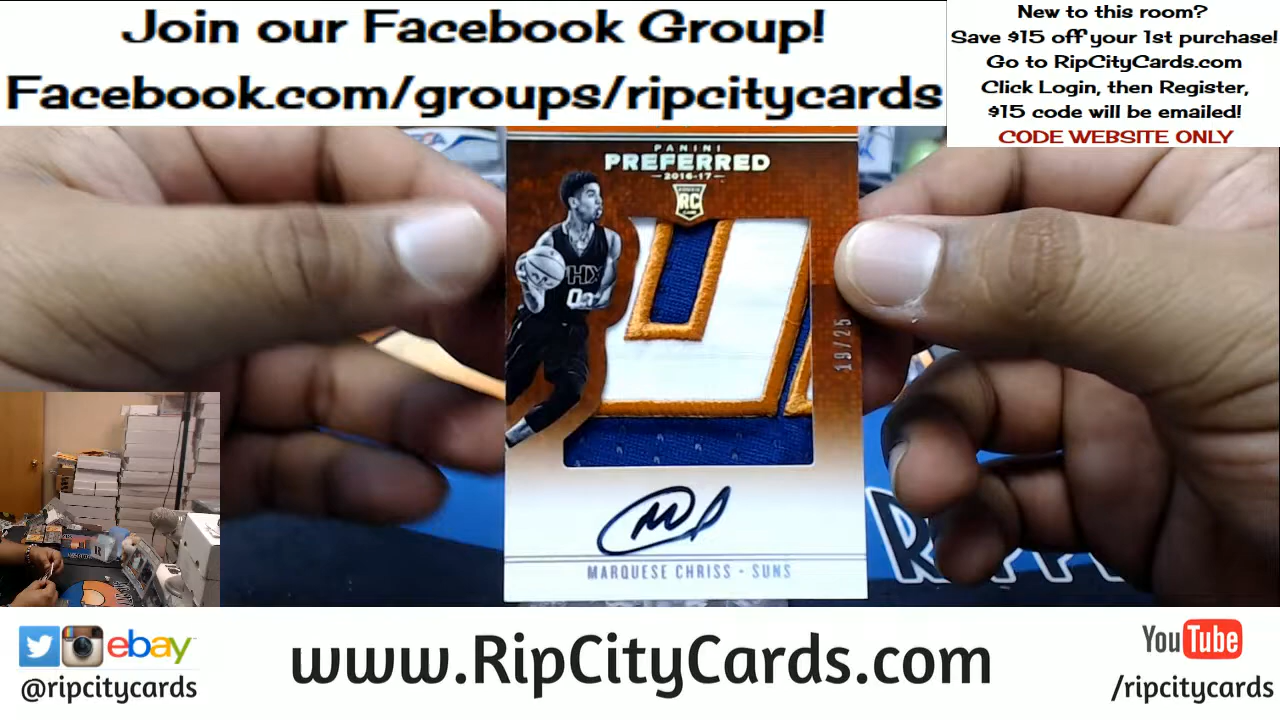 Join our Facebook Group!
Facebook.com/groups/ripcitycards
New to this room?
Save $15 off your 1st purchase!
Go to RipCityCards.com
Click Login, then Register,
$15 code will be emailed!
CODE WEBSITE ONLY
PANINI
PREFERRED
2016-17
RC
PHX
19/25
MARQUESE CHRISS - SUNS
ebay
@ripcitycards
www.RipCityCards.com
YouTube
/ripcitycards